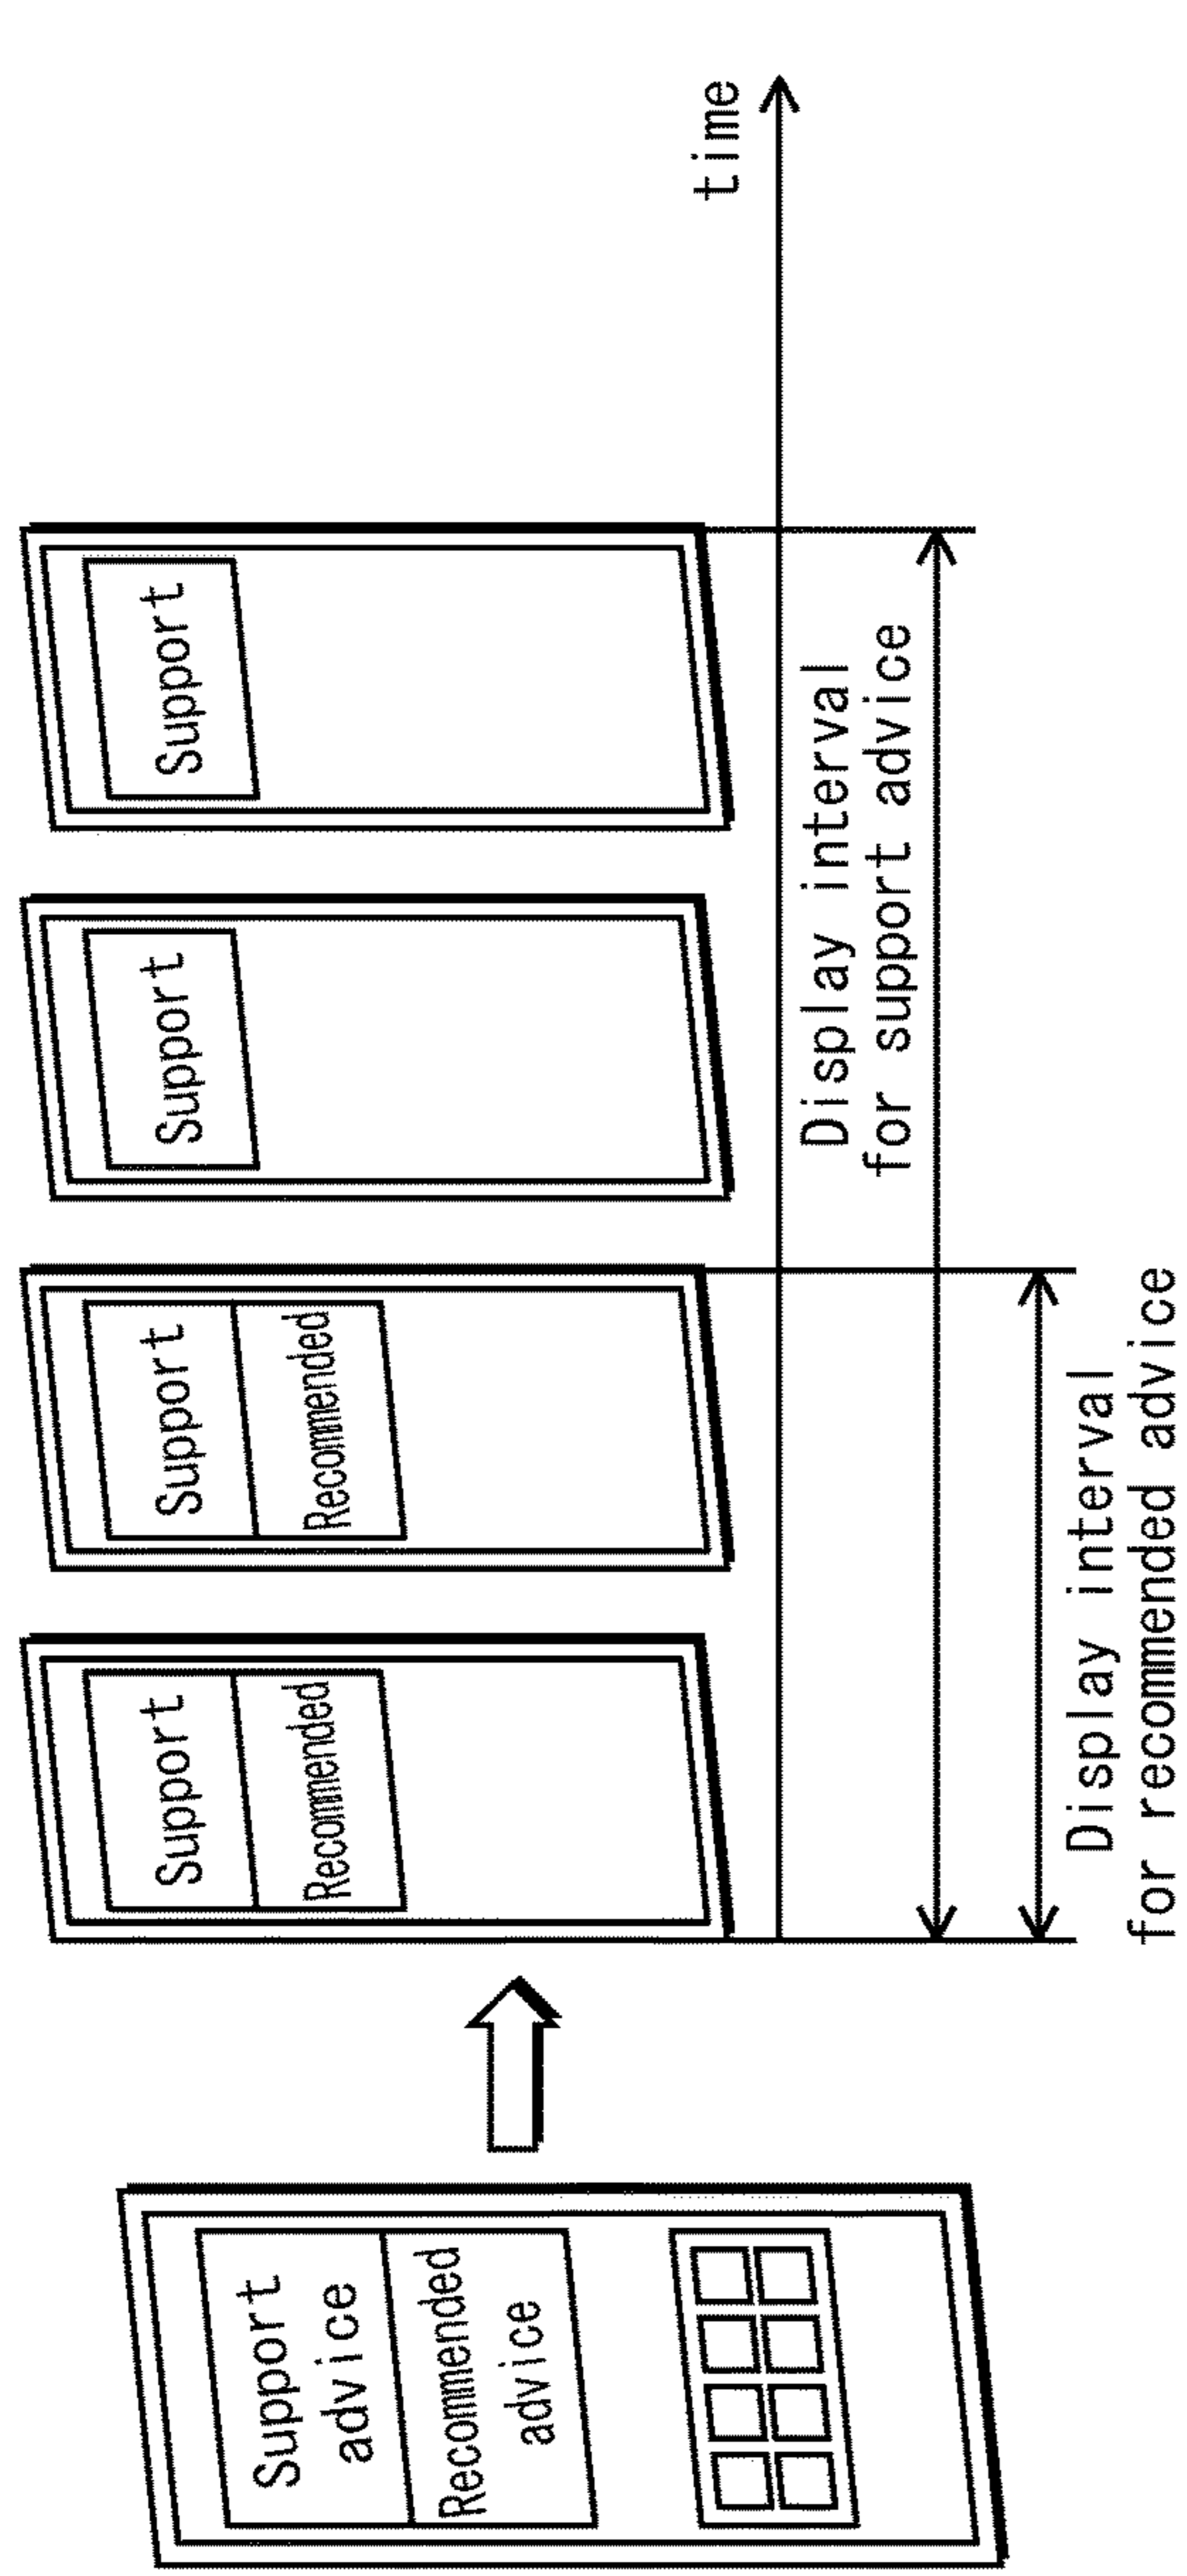 Support
advice
Recommended
advice
Support
Recommended
Support
Recommended
Support
Support
time
Display interval
for support advice
Display interval
for recommended advice